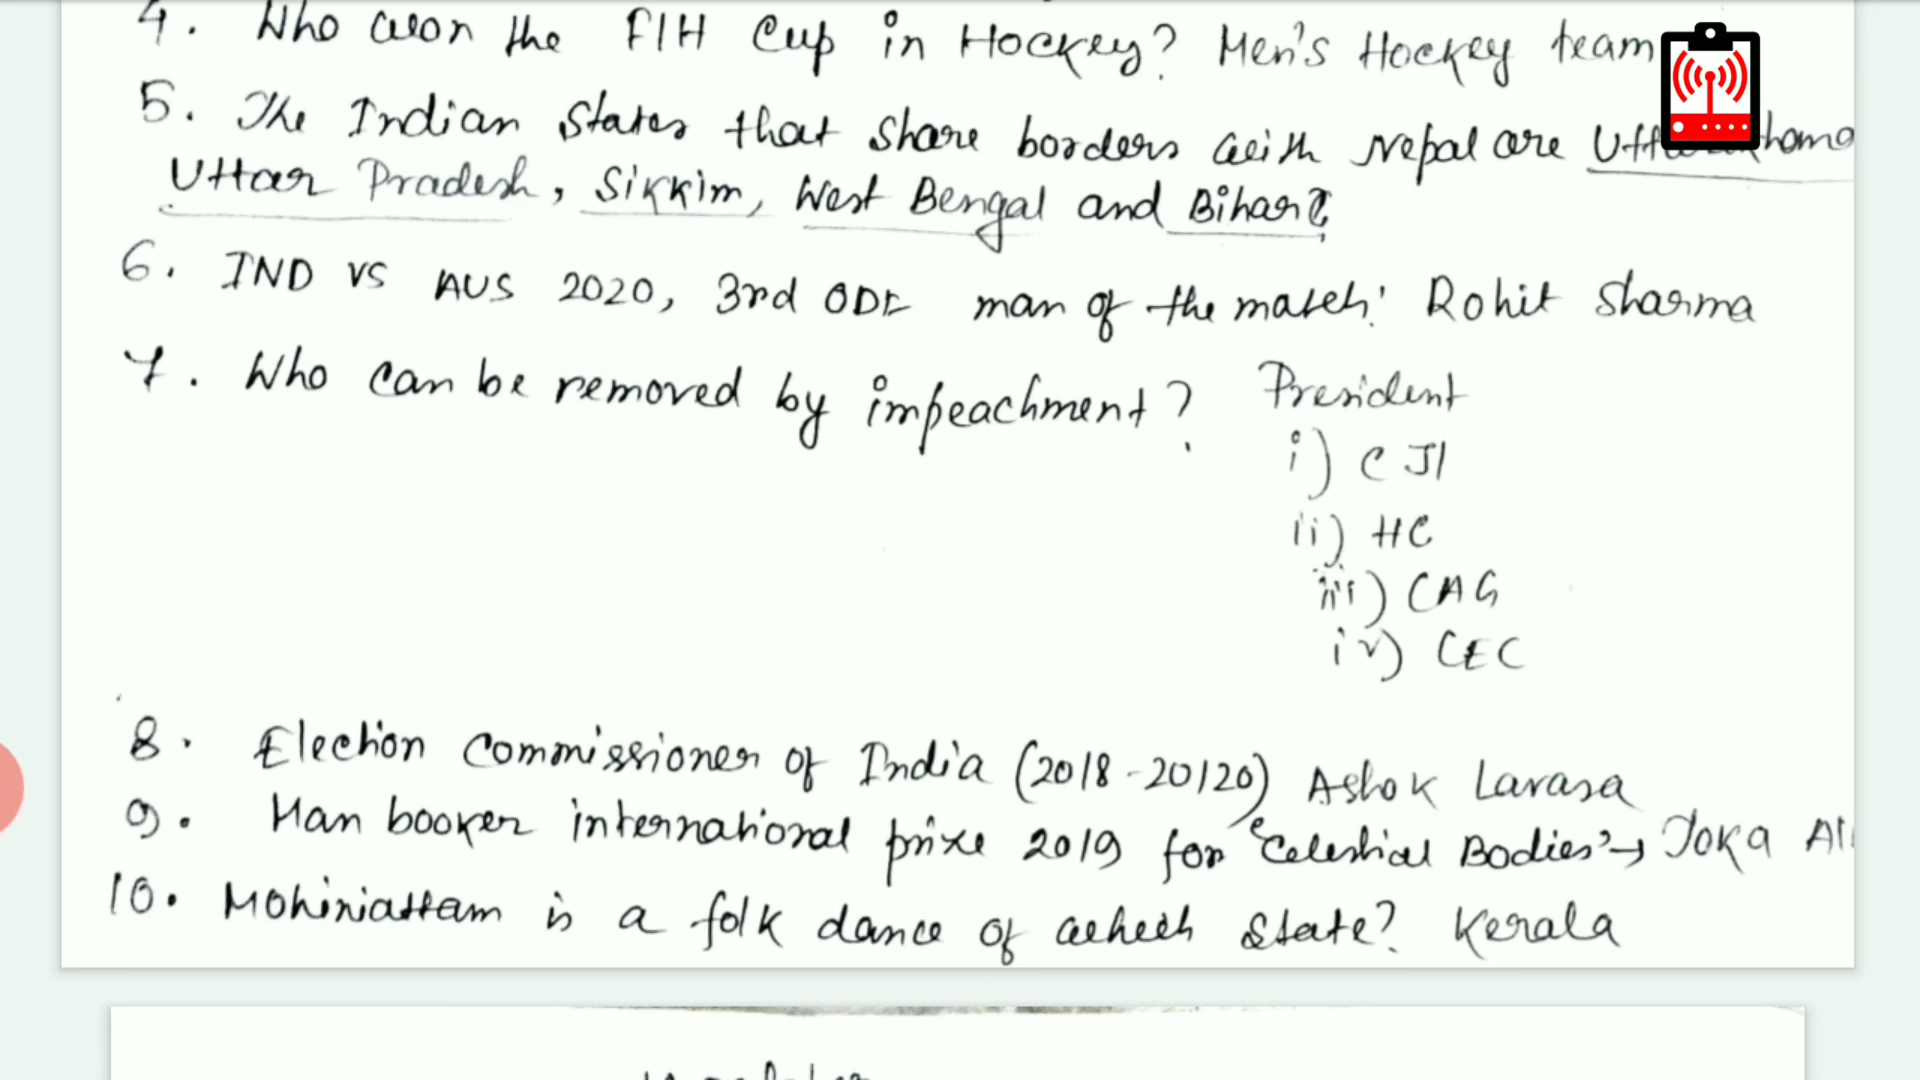 4. Who won the FIH Cup in Hockey? Men's Hockey team
5. The Indian States that share borders with Nepal are
Uttar Pradesh, Sikkim, West Bengal and Bihar?
6. IND VS AUS 2020, 3rd ODI man of the match: Rohit Sharma
7. Who can be removed by impeachment? President
i) CJI
ii) HC
iii) CAG
iv) CEC
8. Election Commissioner of India (2018-20120) Ashok Lavasa
9. Man booker international prize 2019 for "Celestial Bodies" → Joka Al
10. Mohiniattam is a folk dance of which state? Kerala